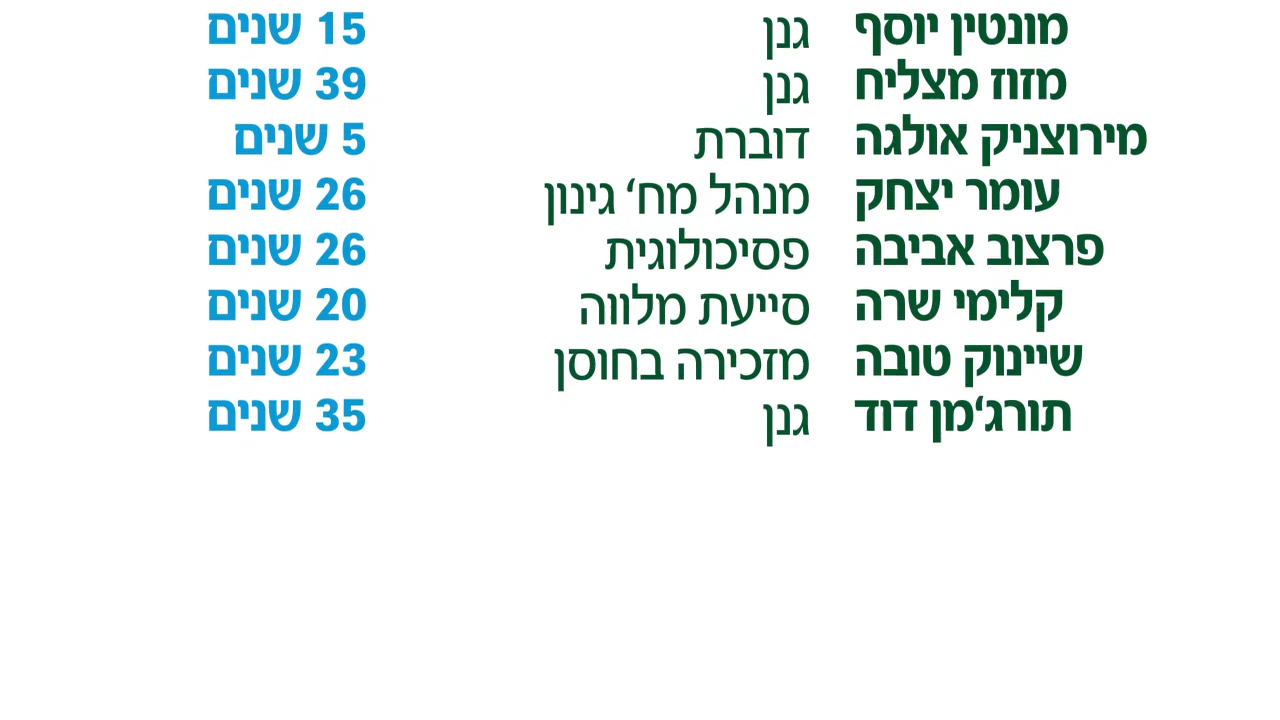 מונטין יוסף גנן 15 שנים
מזוז מצליח גנן 39 שנים
מירוצניק אולגה דוברת 5 שנים
עומר יצחק מנהל מח' גינון 26 שנים
פרצוב אביבה פסיכולוגית 26 שנים
קלימי שרה סייעת מלווה 20 שנים
שיינוק טובה מזכירה בחוסן 23 שנים
תורג'מן דוד גנן 35 שנים